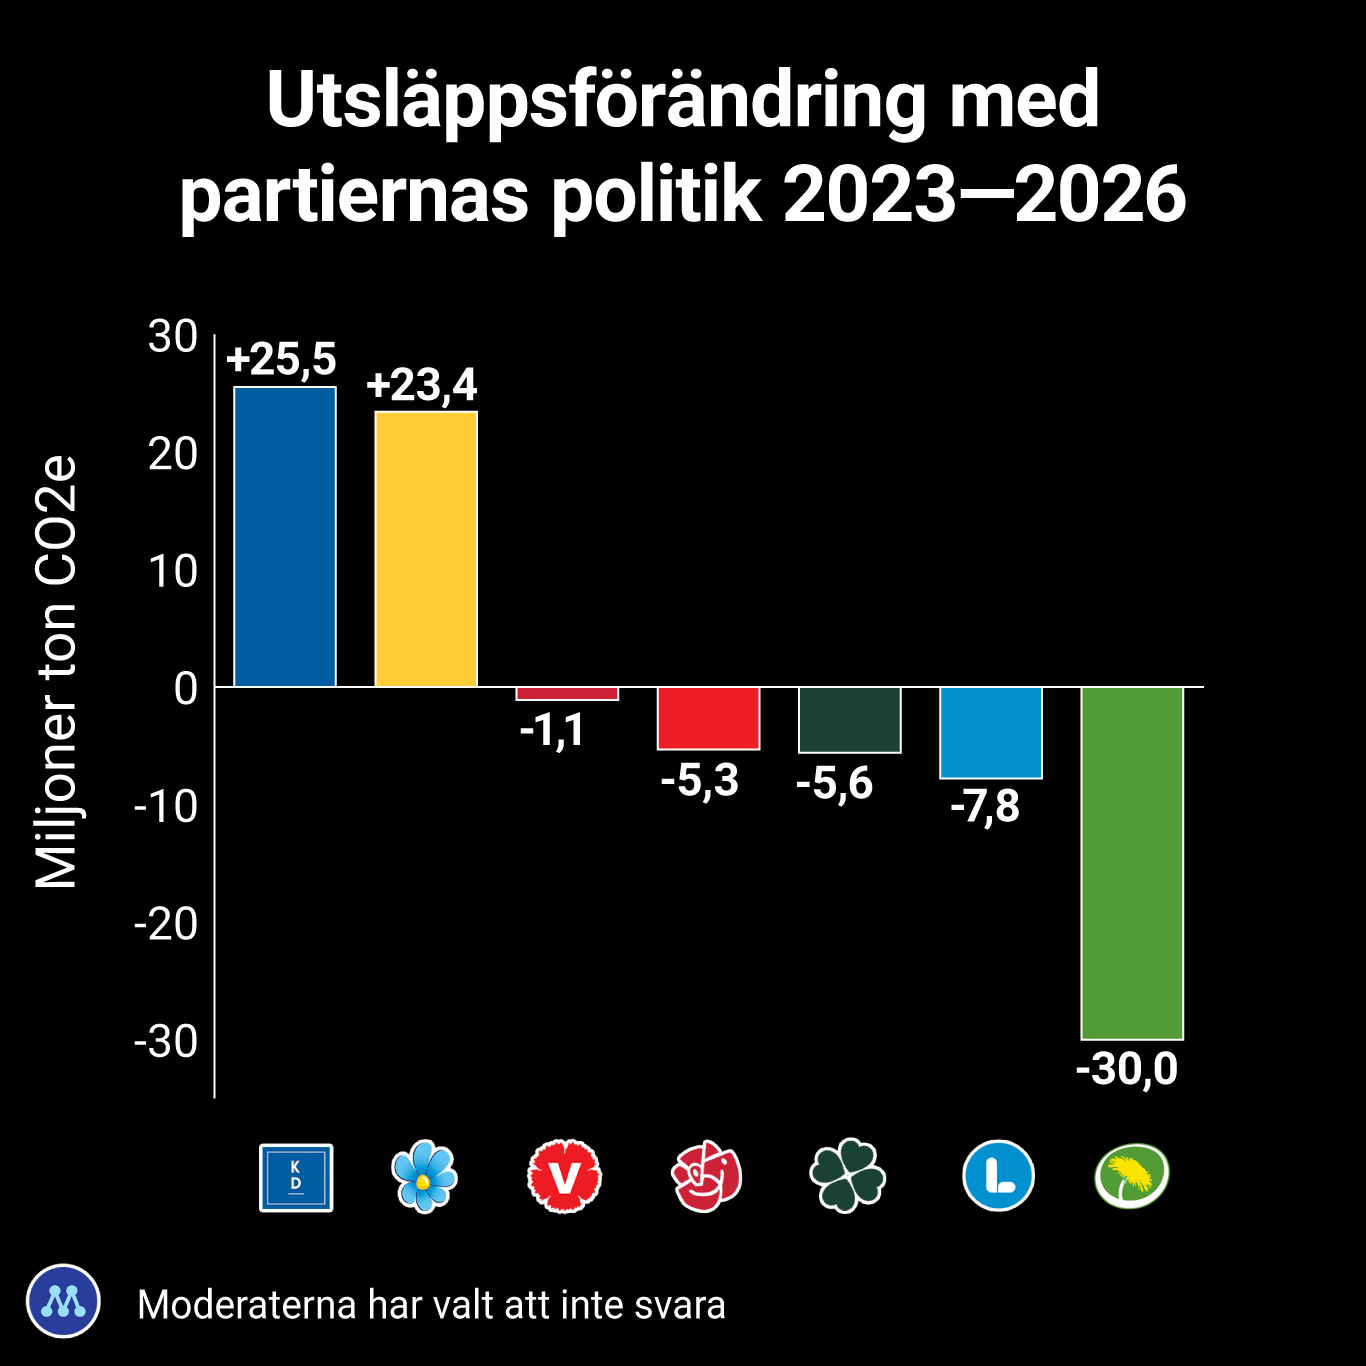 Utsläppsförändring med
partiernas politik 2023—2026
Miljoner ton CO2e
30
20
10
0
-10
-20
-30
+25,5
+23,4
-1,1
-5,3
-5,6
-7,8
-30,0
K
D
V
L
M
Moderaterna har valt att inte svara